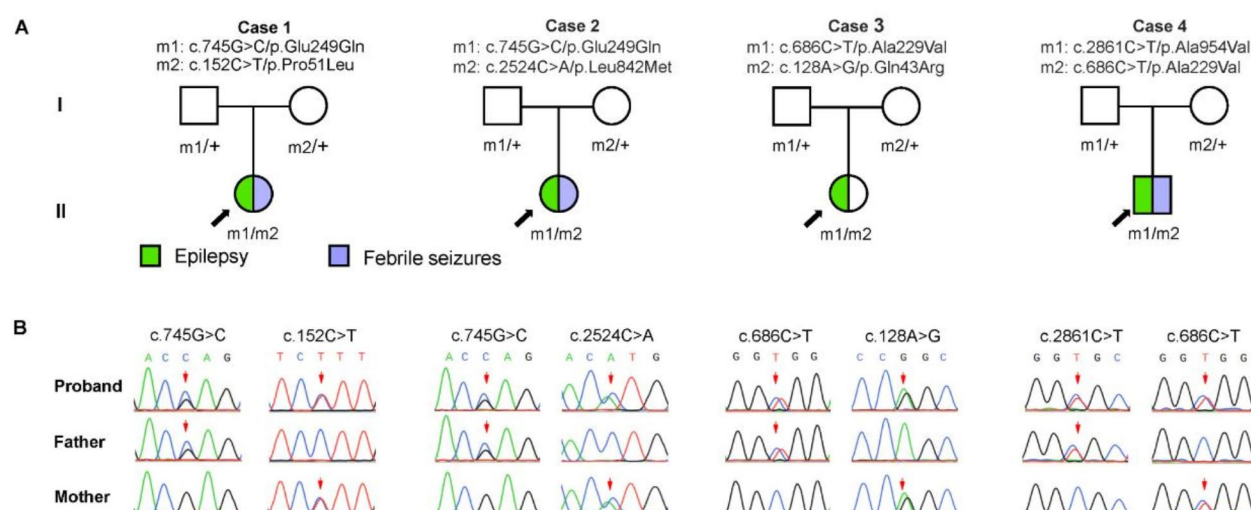 A
Case 1 Case 2 Case 3 Case 4
m1: c.745G>C/p.Glu249Gln m1: c.745G>C/p.Glu249Gln m1: c.686C>T/p.Ala229Val m1: c.2861C>T/p.Ala954Val
m2: c.152C>T/p.Pro51Leu m2: c.2524C>A/p.Leu842Met m2: c.128A>G/p.Gln43Arg m2: c.686C>T/p.Ala229Val
I
m1/+ m2/+ m1/+ m2/+ m1/+ m2/+ m1/+ m2/+
II
m1/m2 m1/m2 m1/m2 m1/m2
Epilepsy Febrile seizures
B
c.745G>C c.152C>T c.745G>C c.2524C>A c.686C>T c.128A>G c.2861C>T c.686C>T
A C C A G T C T T T A C C A G A C A T G G G T G G C C G G C G G T G C G G T G G
Proband
Father
Mother